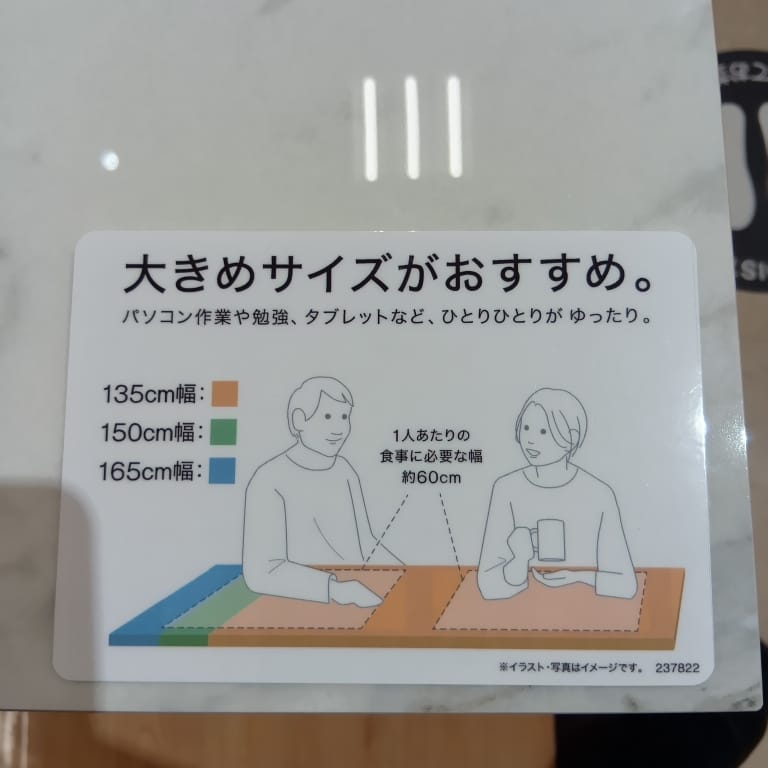 大きめサイズがおすすめ。
パソコン作業や勉強、タブレットなど、ひとりひとりが ゆったり。
135cm幅：
150cm幅：
165cm幅：
1人あたりの
食事に必要な幅
約60cm
※イラスト・写真はイメージです。 237822